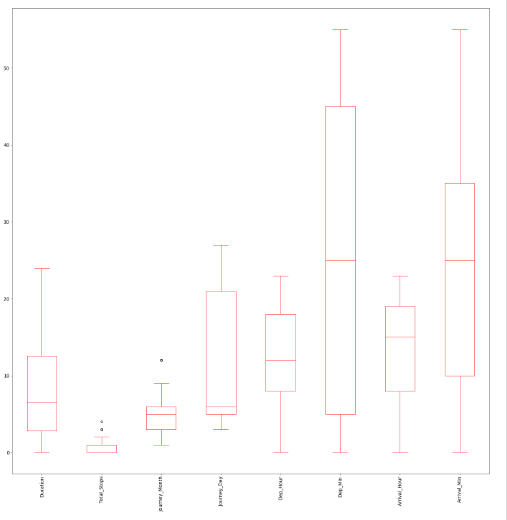 50
40
30
20
10
0
Duration
Total_Stops
Journey_Month
Journey_Day
Dep_Hour
Dep_Min
Arrival_Hour
Arrival_Min